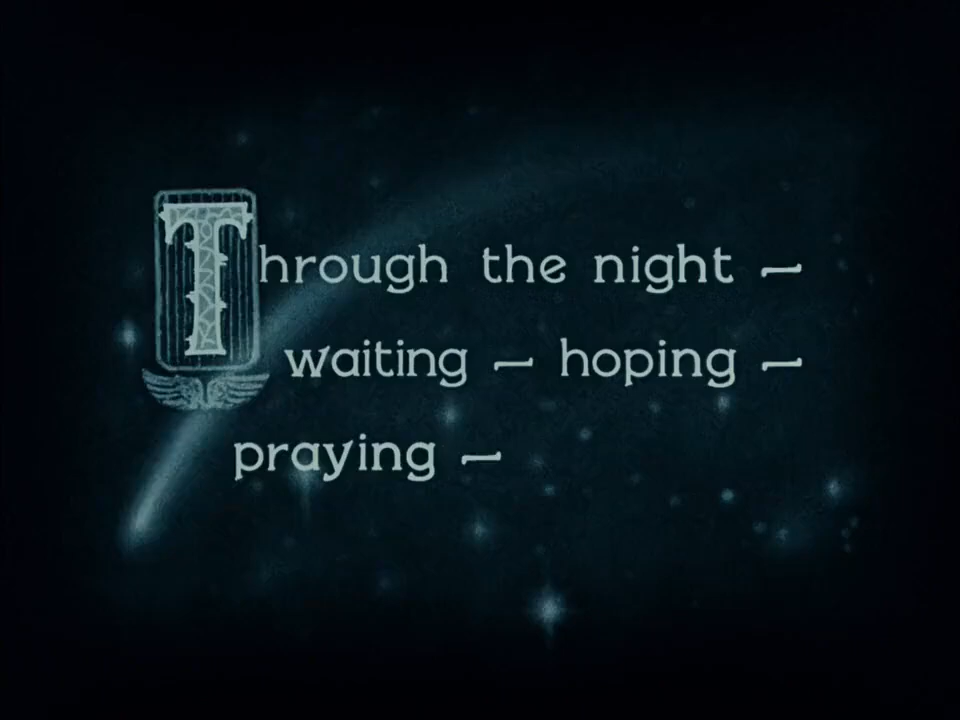 Through the night —
waiting — hoping —
praying —